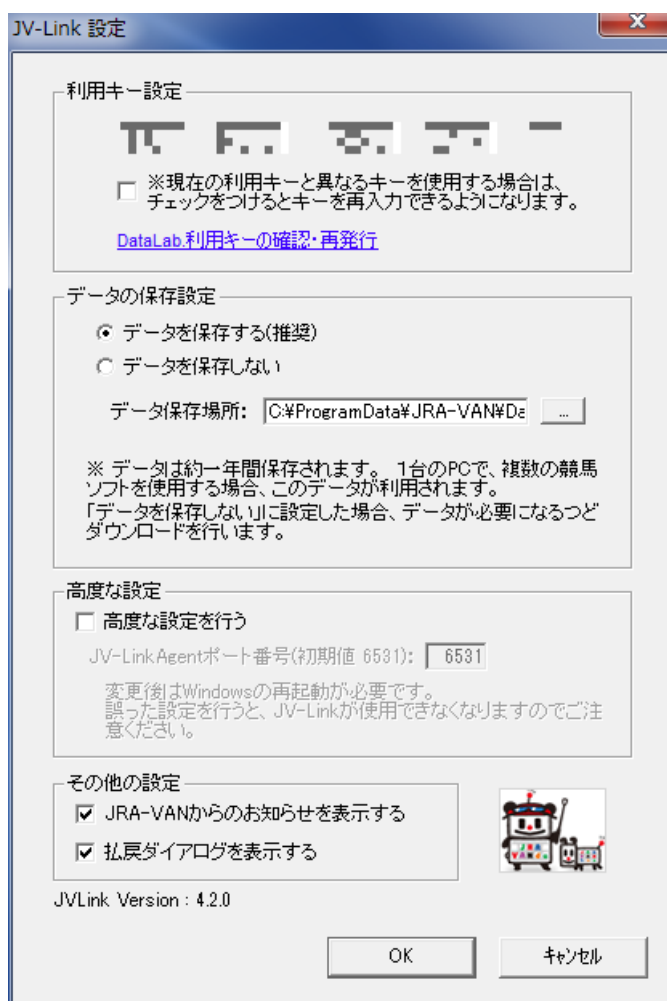 JV-Link 設定
利用キー設定
※現在の利用キーと異なるキーを使用する場合は、
チェックをつけるとキーを再入力できるようになります。
DataLab.利用キーの確認・再発行
データの保存設定
データを保存する(推奨)
データを保存しない
データ保存場所: C:¥ProgramData¥JRA-VAN¥Da ...
※ データは約一年間保存されます。 1台のPCで、複数の競馬
ソフトを使用する場合、このデータが利用されます。
「データを保存しない」に設定した場合、データが必要になるつど
ダウンロードを行います。
高度な設定
高度な設定を行う
JV-LinkAgentポート番号(初期値 6531): 6531
変更後はWindowsの再起動が必要です。
誤った設定を行うと、JV-Linkが使用できなくなりますのでご注
意ください。
その他の設定
JRA-VANからのお知らせを表示する
払戻ダイアログを表示する
JVLink Version : 4.2.0
OK キャンセル